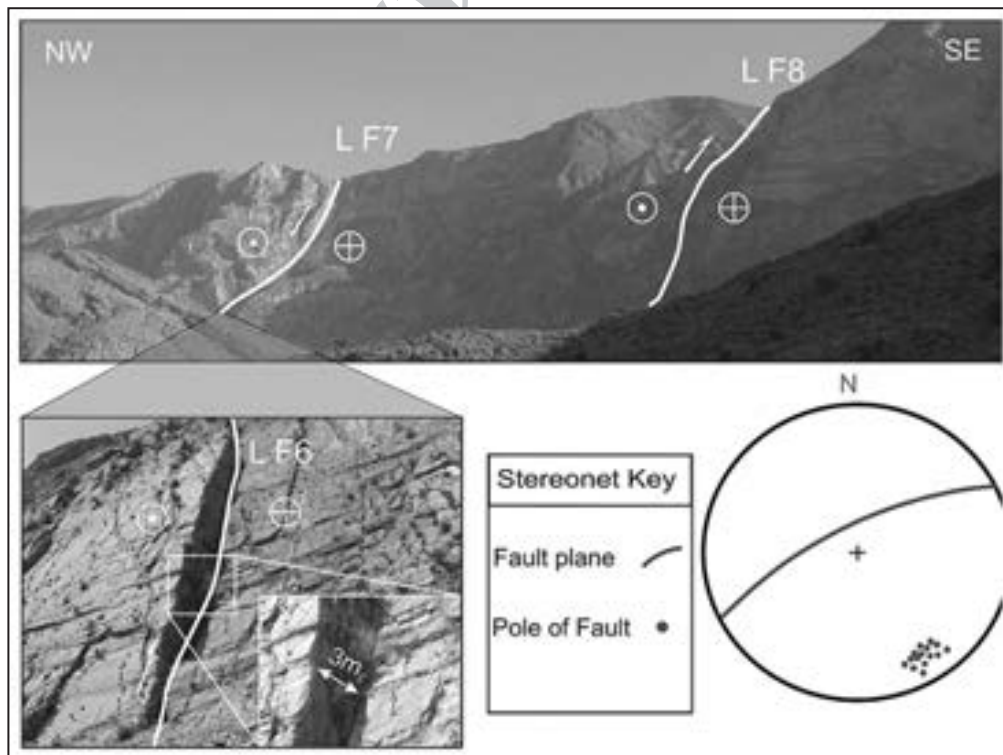 NW
SE
L F7
L F8
L F6
3m
Stereonet Key
Fault plane
Pole of Fault
N